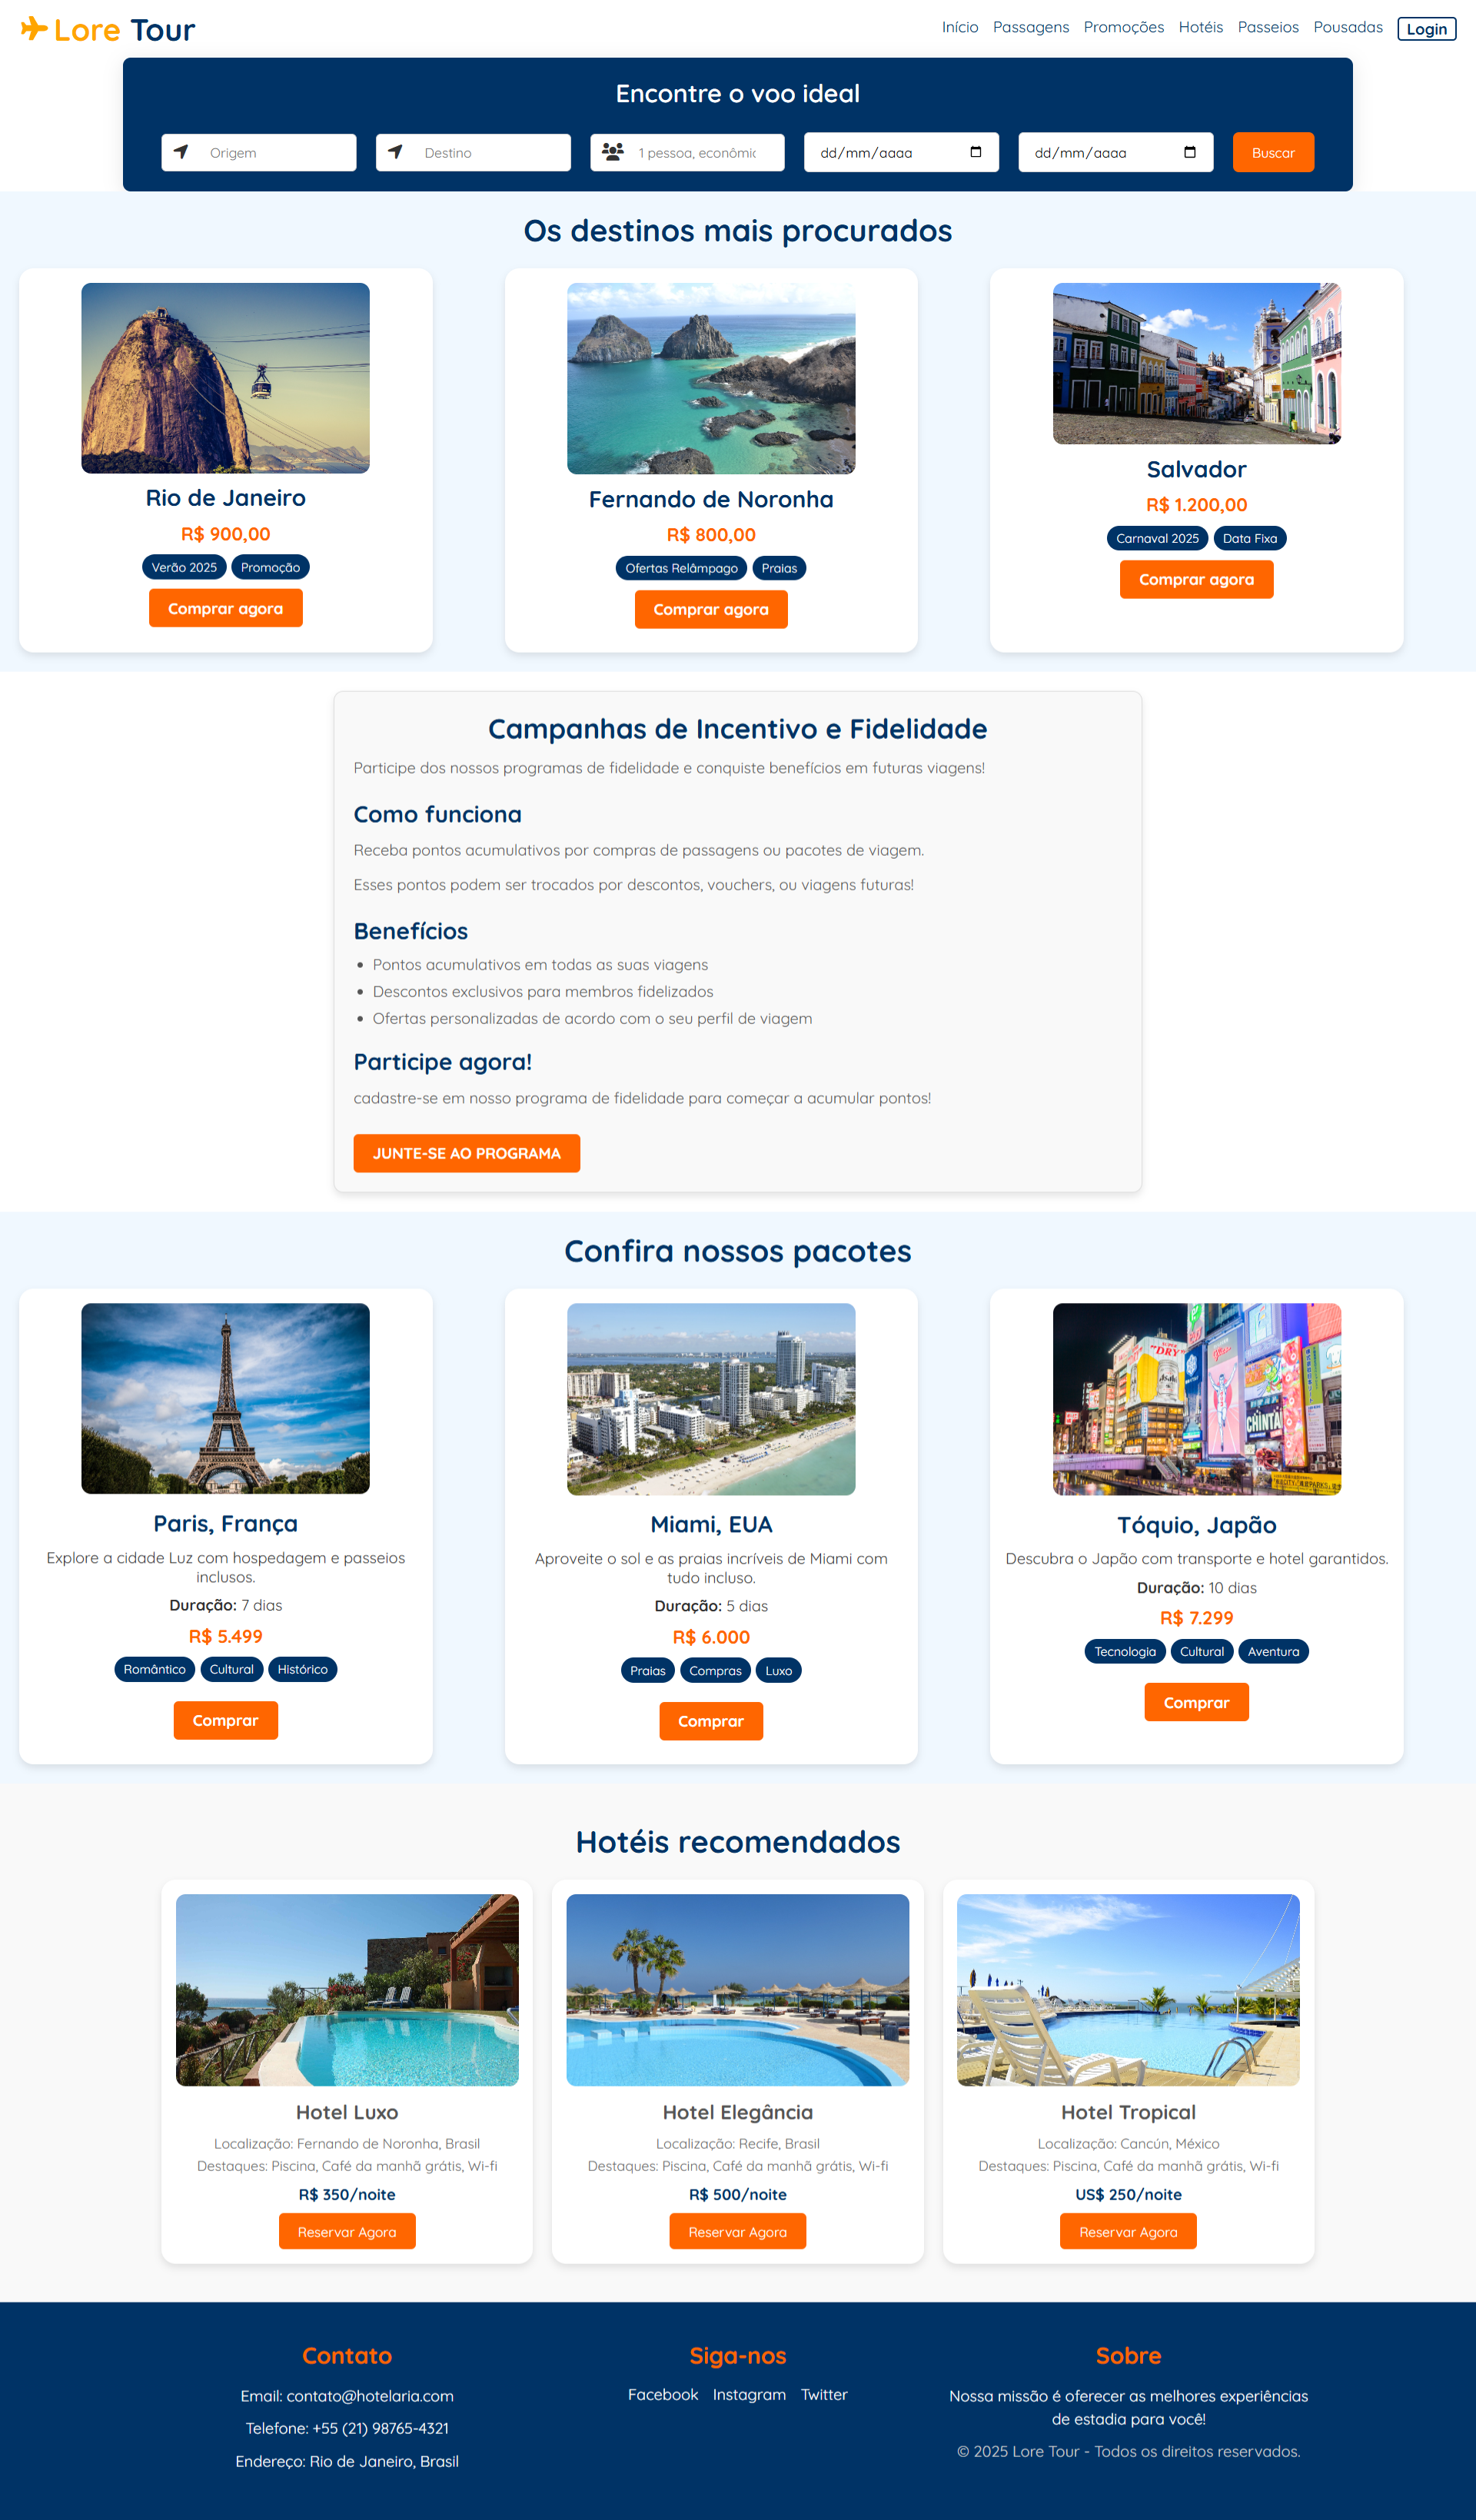 Lore Tour
Início Passagens Promoções Hotéis Passeios Pousadas Login
Encontre o voo ideal
Origem Destino 1 pessoa, econômic dd/mm/aaaa dd/mm/aaaa Buscar
Os destinos mais procurados
Rio de Janeiro
R$ 900,00
Verão 2025 Promoção
Comprar agora
Fernando de Noronha
R$ 800,00
Ofertas Relâmpago Praias
Comprar agora
Salvador
R$ 1.200,00
Carnaval 2025 Data Fixa
Comprar agora
Campanhas de Incentivo e Fidelidade
Participe dos nossos programas de fidelidade e conquiste benefícios em futuras viagens!
Como funciona
Receba pontos acumulativos por compras de passagens ou pacotes de viagem.
Esses pontos podem ser trocados por descontos, vouchers, ou viagens futuras!
Benefícios
• Pontos acumulativos em todas as suas viagens
• Descontos exclusivos para membros fidelizados
• Ofertas personalizadas de acordo com o seu perfil de viagem
Participe agora!
cadastre-se em nosso programa de fidelidade para começar a acumular pontos!
JUNTE-SE AO PROGRAMA
Confira nossos pacotes
Paris, França
Explore a cidade Luz com hospedagem e passeios
inclusos.
Duração: 7 dias
R$ 5.499
Romântico Cultural Histórico
Comprar
Miami, EUA
Aproveite o sol e as praias incríveis de Miami com
tudo incluso.
Duração: 5 dias
R$ 6.000
Praias Compras Luxo
Comprar
"DRY"
Asahi
CHINTAI
Tóquio, Japão
Descubra o Japão com transporte e hotel garantidos.
Duração: 10 dias
R$ 7.299
Tecnologia Cultural Aventura
Comprar
Hotéis recomendados
Hotel Luxo
Localização: Fernando de Noronha, Brasil
Destaques: Piscina, Café da manhã grátis, Wi-fi
R$ 350/noite
Reservar Agora
Hotel Elegância
Localização: Recife, Brasil
Destaques: Piscina, Café da manhã grátis, Wi-fi
R$ 500/noite
Reservar Agora
Hotel Tropical
Localização: Cancún, México
Destaques: Piscina, Café da manhã grátis, Wi-fi
US$ 250/noite
Reservar Agora
Contato
Email: contato@hotelaria.com
Telefone: +55 (21) 98765-4321
Endereço: Rio de Janeiro, Brasil
Siga-nos
Facebook Instagram Twitter
Sobre
Nossa missão é oferecer as melhores experiências
de estadia para você!
© 2025 Lore Tour - Todos os direitos reservados.